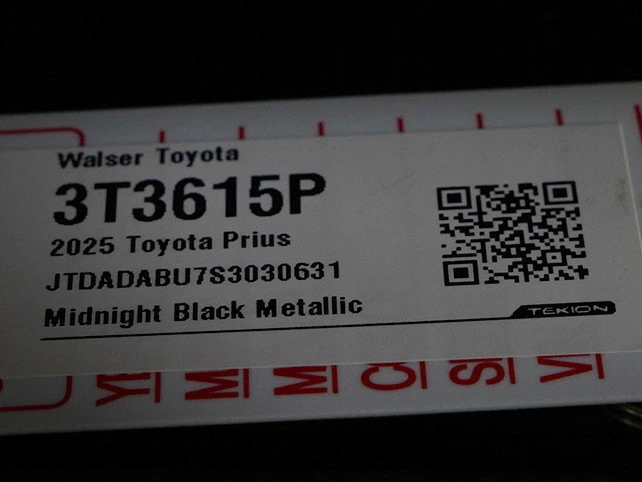 Walser Toyota
3T3615P
2025 Toyota Prius
JTDADABU7S3030631
Midnight Black Metallic
TEKION